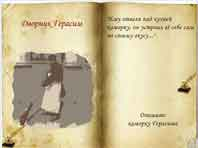 Дворник Герасим
"Ему отвели над кухней
каморку, он устроил её себе сам
по своему вкусу...".
Опишите
каморку Герасима